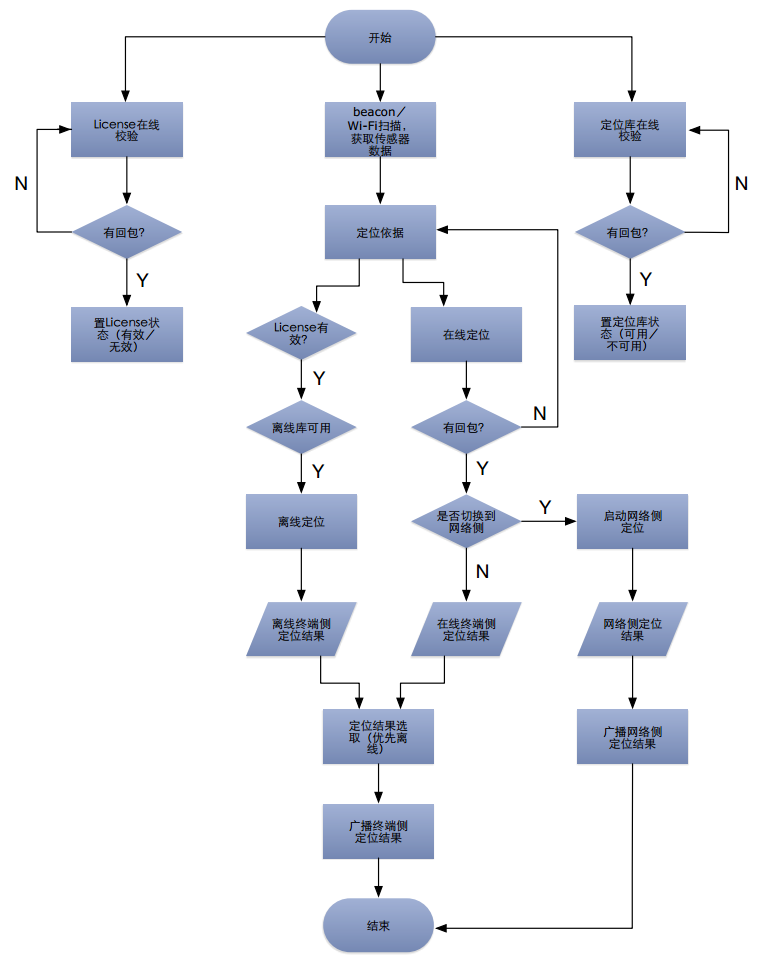 开始
License在线
校验
beacon／
Wi-Fi扫描，
获取传感器
数据
定位库在线
校验
N
N
有回包?
定位依据
有回包?
Y
Y
置License状
态（有效／
无效）
License有
效?
在线定位
置定位库状
态（可用／
不可用）
Y
离线库可用
有回包?
N
Y
Y
离线定位
是否切换到
网络侧
Y
启动网络侧
定位
N
离线终端侧
定位结果
在线终端侧
定位结果
网络侧定位
结果
定位结果选
取（优先离
线）
广播网络侧
定位结果
广播终端侧
定位结果
结束